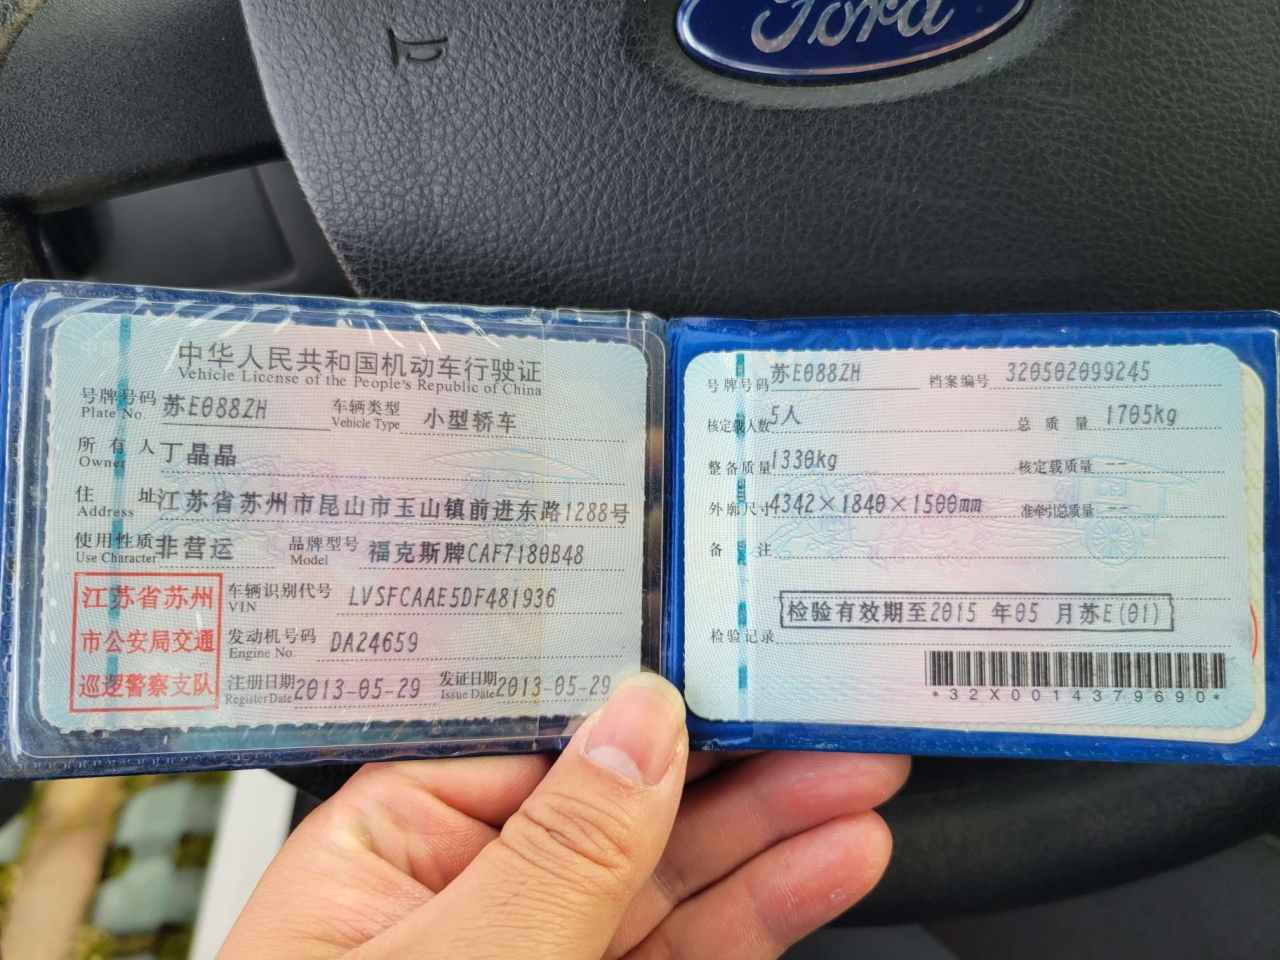 Ford
中华人民共和国机动车行驶证
Vehicle License of the People's Republic of China
号牌号码 苏E088ZH 车辆类型 小型轿车
Plate No. Vehicle Type
所有人 丁晶晶
Owner
住址 江苏省苏州市昆山市玉山镇前进东路1288号
Address
使用性质 非营运 品牌型号 福克斯牌CAF7180B48
Use Character Model
江苏省苏州
市公安局交通
巡逻警察支队
车辆识别代号 LVSFCAAE5DF481936
VIN
发动机号码 DA24659
Engine No.
注册日期 2013-05-29 发证日期 2013-05-29
Register Date Issue Date
号牌号码 苏E088ZH 档案编号 320502099245
核定载人数 5人 总质量 1705kg
整备质量 1330kg 核定载质量 --
外廓尺寸 4342×1840×1500mm 准牵引总质量 --
备注
检验有效期至2015 年05 月苏E(01)
检验记录
*32X0014379690*